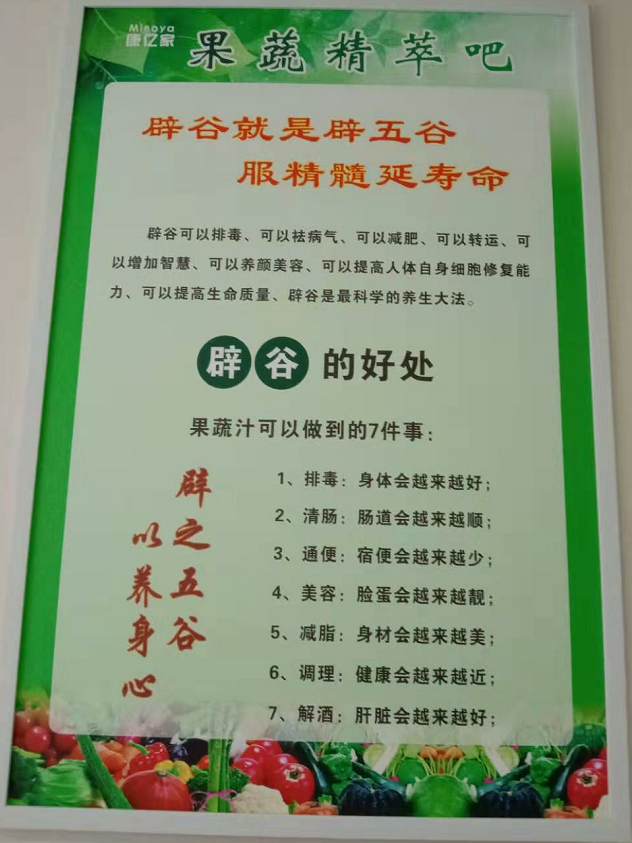 Minoya
康亿家
果蔬精萃吧
辟谷就是辟五谷
服精髓延寿命
辟谷可以排毒、可以祛病气、可以减肥、可以转运、可
以增加智慧、可以养颜美容、可以提高人体自身细胞修复能
力、可以提高生命质量、辟谷是最科学的养生大法。
辟谷的好处
果蔬汁可以做到的7件事：
辟之五谷
以养身心
1、排毒：身体会越来越好；
2、清肠：肠道会越来越顺；
3、通便：宿便会越来越少；
4、美容：脸蛋会越来越靓；
5、减脂：身材会越来越美；
6、调理：健康会越来越近；
7、解酒：肝脏会越来越好；